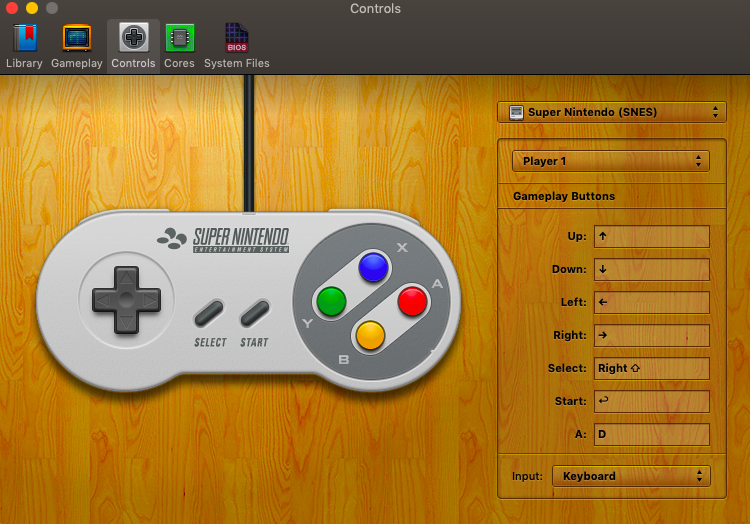 Controls
Library Gameplay Controls Cores System Files
BIOS
Super Nintendo (SNES)
Player 1
Gameplay Buttons
Up: ↑
Down: ↓
Left: ←
Right: →
Select: Right ⇧
Start: ↩
A: D
Input: Keyboard
SUPER NINTENDO
ENTERTAINMENT SYSTEM
X
A
Y
B
SELECT START